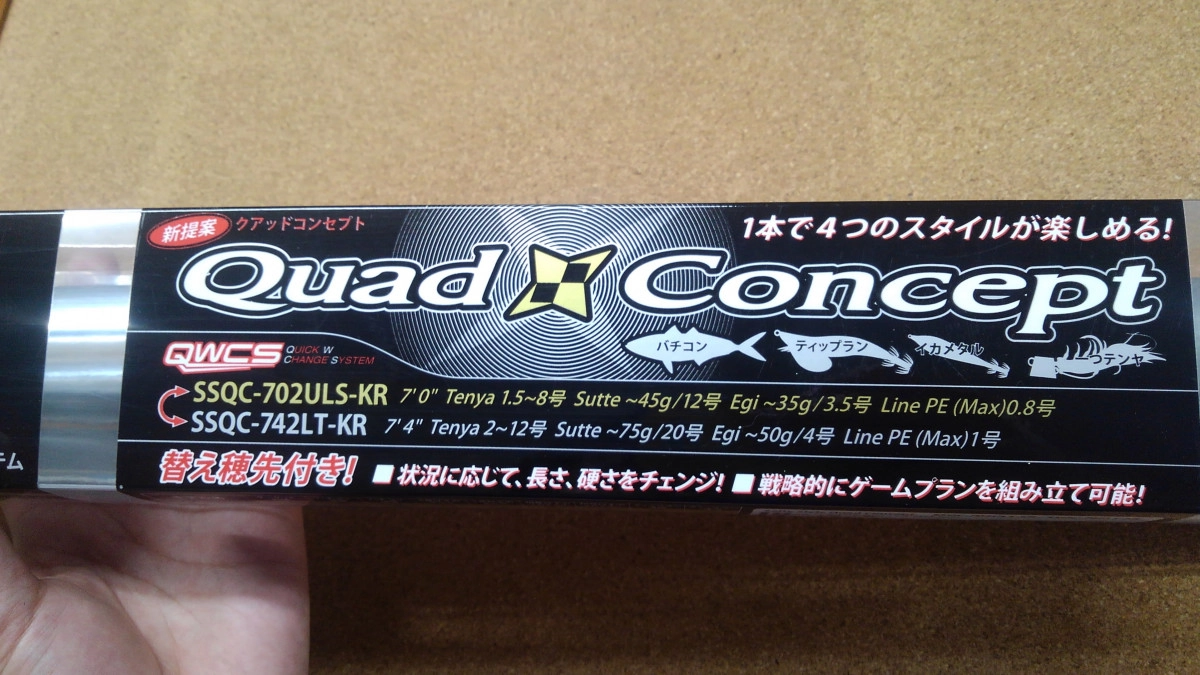 新提案 クアッドコンセプト
1本で4つのスタイルが楽しめる!
Quad Concept
バチコン ティップラン イカメタル 一つテンヤ
QWCS QUICK W CHANGE SYSTEM
SSQC-702ULS-KR 7'0" Tenya 1.5~8号 Sutte ~45g/12号 Egi ~35g/3.5号 Line PE (Max)0.8号
SSQC-742LT-KR 7'4" Tenya 2~12号 Sutte ~75g/20号 Egi ~50g/4号 Line PE (Max)1号
テム
替え穂先付き! ■状況に応じて、長さ、硬さをチェンジ! ■戦略的にゲームプランを組み立て可能!